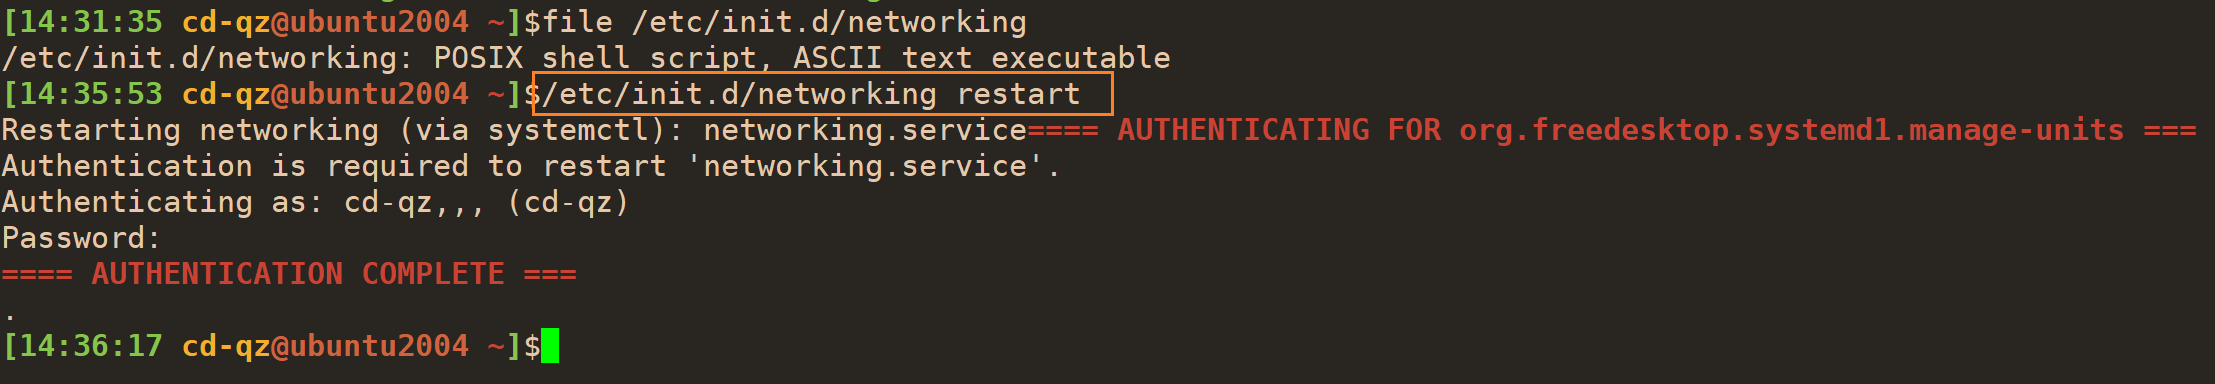 [14:31:35 cd-qz@ubuntu2004 ~]$file /etc/init.d/networking
/etc/init.d/networking: POSIX shell script, ASCII text executable
[14:35:53 cd-qz@ubuntu2004 ~]$/etc/init.d/networking restart
Restarting networking (via systemctl): networking.service==== AUTHENTICATING FOR org.freedesktop.systemd1.manage-units ===
Authentication is required to restart 'networking.service'.
Authenticating as: cd-qz,,, (cd-qz)
Password:
==== AUTHENTICATION COMPLETE ===
.
[14:36:17 cd-qz@ubuntu2004 ~]$